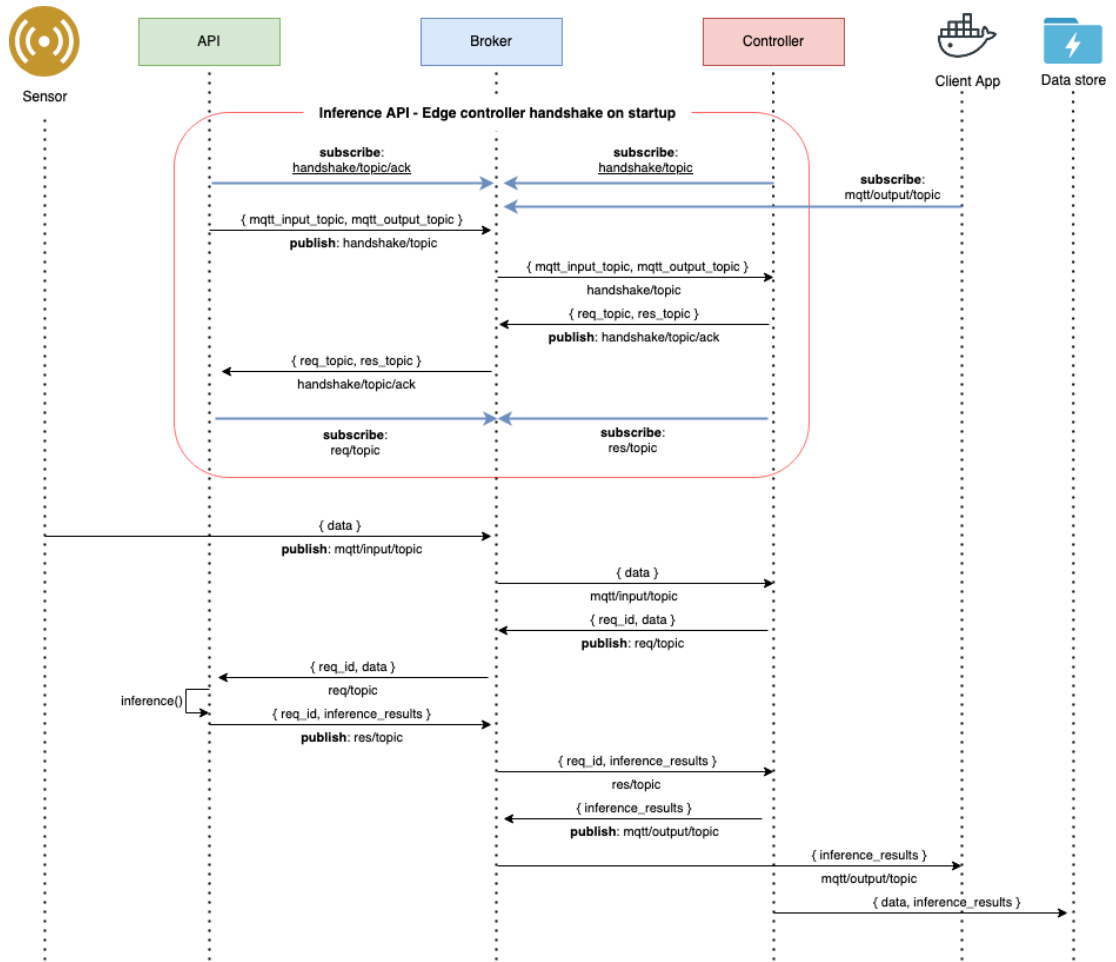 API
Broker
Controller
Sensor
Client App
Data store
Inference API - Edge controller handshake on startup
subscribe:
handshake/topic/ack
subscribe:
handshake/topic
subscribe:
mqtt/output/topic
{ mqtt_input_topic, mqtt_output_topic }
publish: handshake/topic
{ mqtt_input_topic, mqtt_output_topic }
handshake/topic
{ req_topic, res_topic }
publish: handshake/topic/ack
{ req_topic, res_topic }
handshake/topic/ack
subscribe:
req/topic
subscribe:
res/topic
{ data }
publish: mqtt/input/topic
{ data }
mqtt/input/topic
{ req_id, data }
publish: req/topic
{ req_id, data }
req/topic
inference()
{ req_id, inference_results }
publish: res/topic
{ req_id, inference_results }
res/topic
{ inference_results }
publish: mqtt/output/topic
{ inference_results }
mqtt/output/topic
{ data, inference_results }